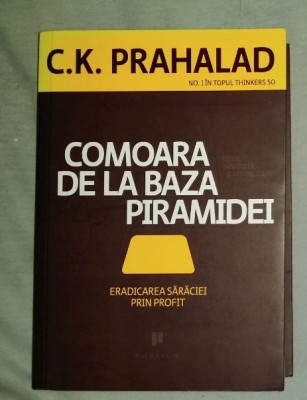 C.K. PRAHALAD
NO. 1 ÎN TOPUL THINKERS 50
COMOARA
DE LA BAZA
PIRAMIDEI
ERADICAREA SĂRĂCIEI
PRIN PROFIT
PUBLICA